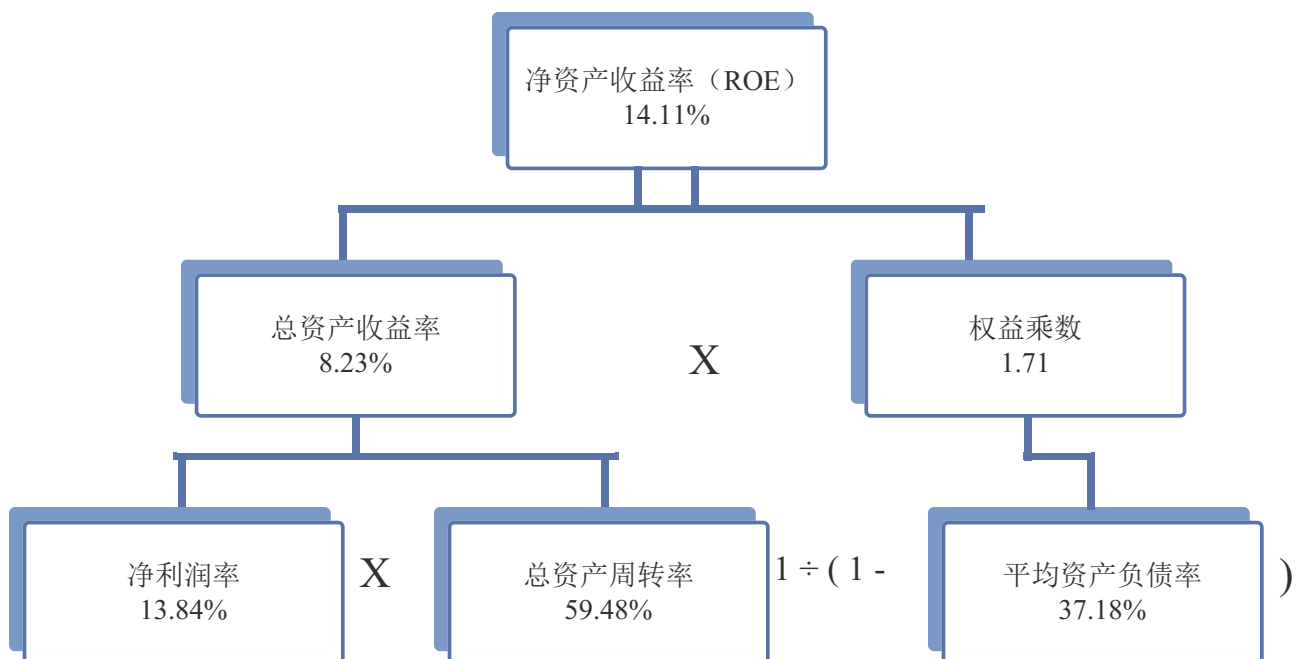 净资产收益率（ROE）
14.11%
总资产收益率
8.23%
X
权益乘数
1.71
净利润率
13.84%
X
总资产周转率
59.48%
1 ÷ ( 1 -
平均资产负债率
37.18%
)